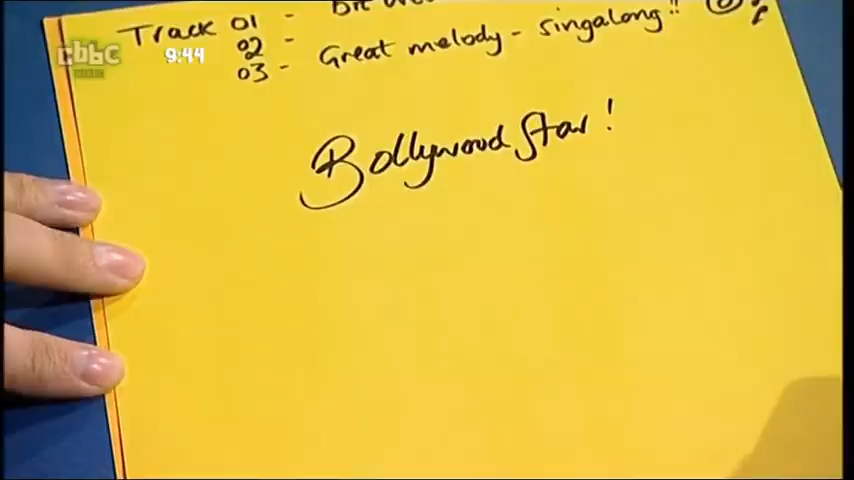 Track 01 -
02 -
03 - Great melody - singalong!!
Bollywood Star!
cbbc
9:44